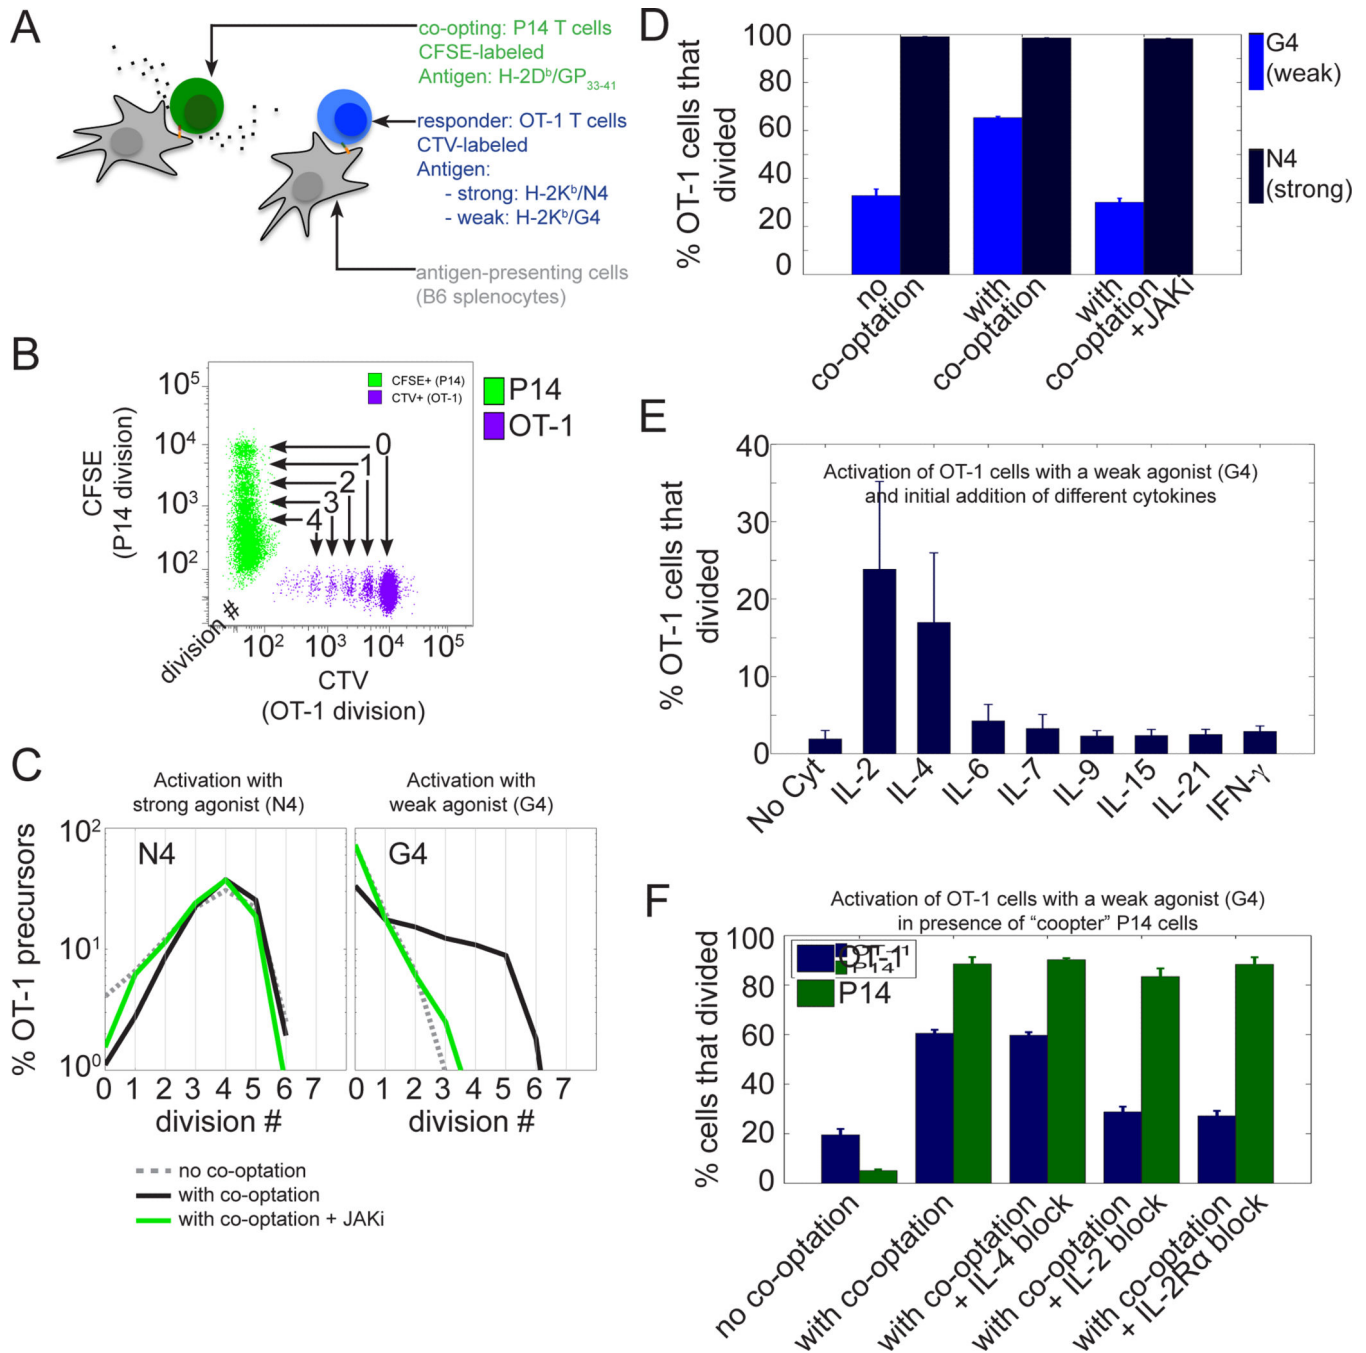 A
co-opting: P14 T cells
CFSE-labeled
Antigen: H-2Dᵇ/GP₃₃₋₄₁
responder: OT-1 T cells
CTV-labeled
Antigen:
- strong: H-2Kᵇ/N4
- weak: H-2Kᵇ/G4
antigen-presenting cells
(B6 splenocytes)
B
CFSE
(P14 division)
10⁵
10⁴
10³
10²
CFSE+ (P14)
CTV+ (OT-1)
P14
OT-1
0
1
2
3
4
division #
10² 10³ 10⁴ 10⁵
CTV
(OT-1 division)
C
Activation with
strong agonist (N4)
Activation with
weak agonist (G4)
% OT-1 precursors
10²
10¹
10⁰
N4
G4
0 1 2 3 4 5 6 7
0 1 2 3 4 5 6 7
division #
division #
no co-optation
with co-optation
with co-optation + JAKi
D
% OT-1 cells that
divided
100
80
60
40
20
0
G4
(weak)
N4
(strong)
no
co-optation
with
co-optation
with
co-optation
+JAKi
E
% OT-1 cells that
divided
40
30
20
10
0
Activation of OT-1 cells with a weak agonist (G4)
and initial addition of different cytokines
No Cyt
IL-2
IL-4
IL-6
IL-7
IL-9
IL-15
IL-21
IFN-γ
F
Activation of OT-1 cells with a weak agonist (G4)
in presence of “coopter” P14 cells
% cells that divided
100
80
60
40
20
0
OT-1
P14
OT-1
P14
no co-optation
with co-optation
with co-optation
+ IL-4 block
with co-optation
+ IL-2 block
with co-optation
+ IL-2Rα block